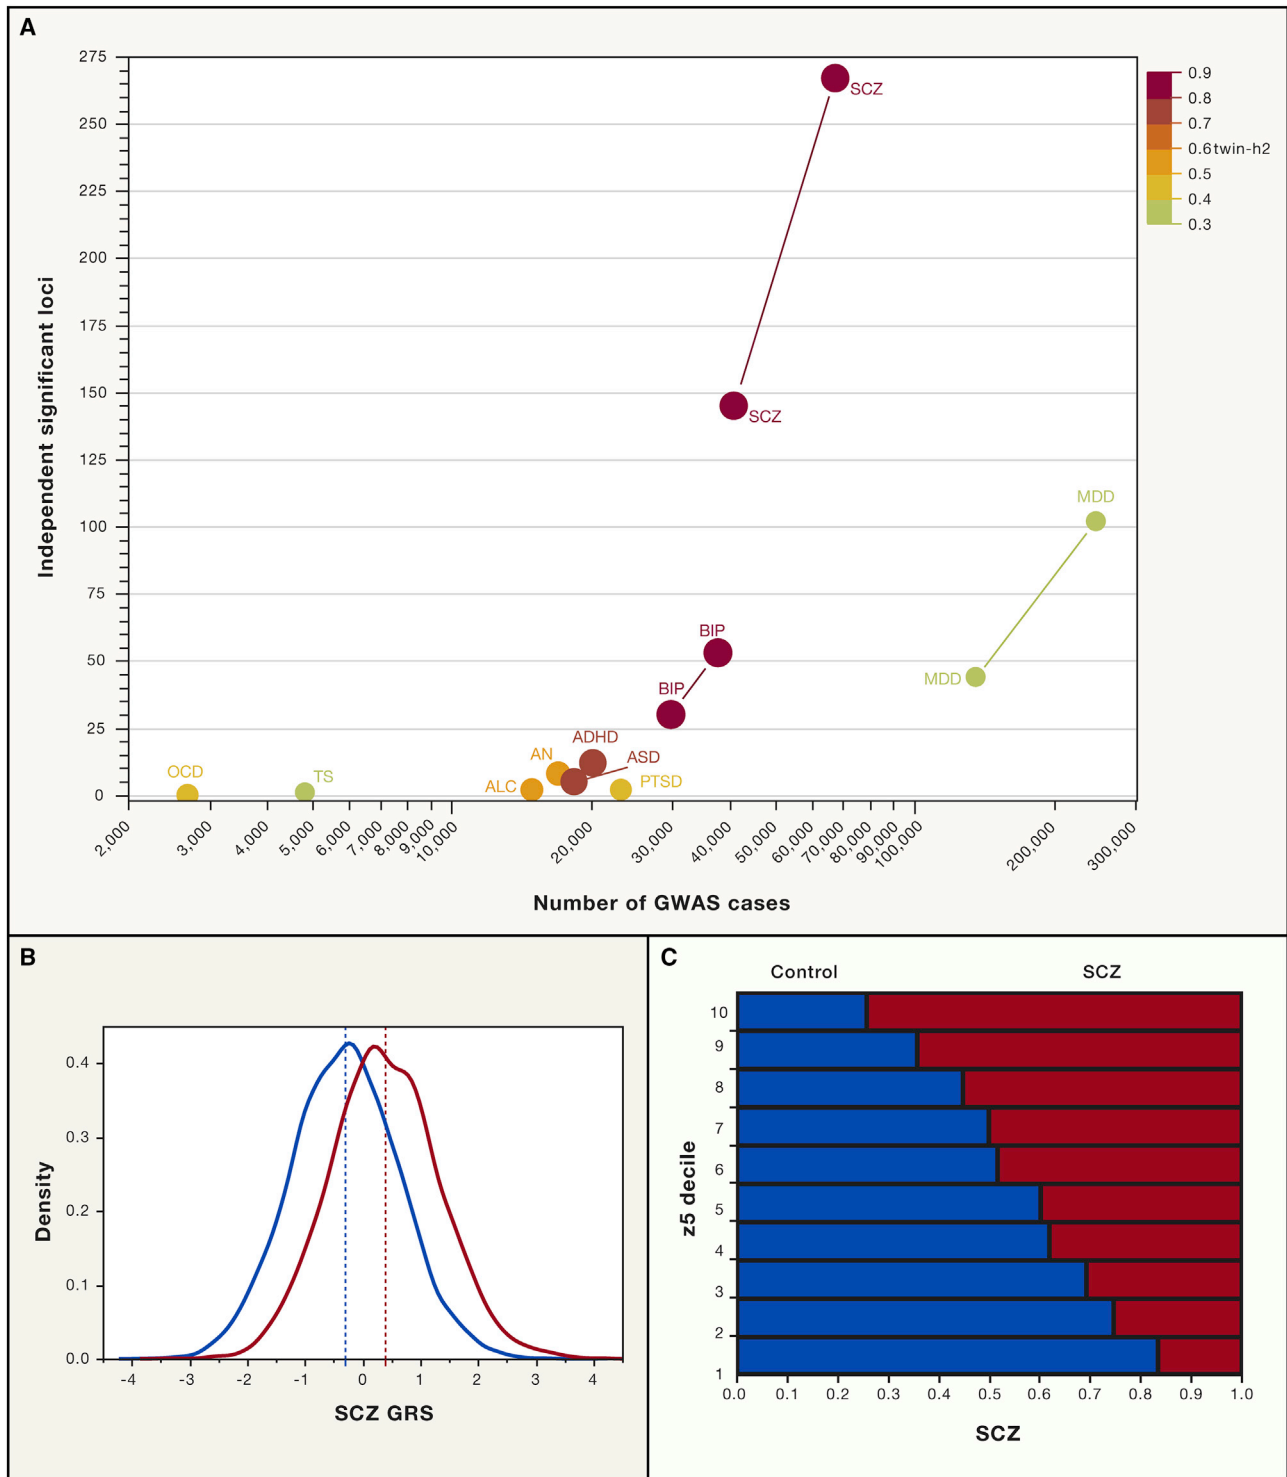 A
275
250
225
200
175
150
125
100
75
50
25
0
Independent significant loci
SCZ
SCZ
MDD
MDD
BIP
BIP
ADHD
ASD
AN
ALC
PTSD
OCD
TS
0.9
0.8
0.7
0.6 twin-h2
0.5
0.4
0.3
2,000 3,000 4,000 5,000 6,000 7,000 8,000 9,000 10,000 20,000 30,000 40,000 50,000 60,000 70,000 80,000 90,000 100,000 200,000 300,000
Number of GWAS cases
B
0.4
0.3
0.2
0.1
0.0
Density
-4 -3 -2 -1 0 1 2 3 4
SCZ GRS
C
Control SCZ
10
9
8
7
6
5
4
3
2
1
z5 decile
0.0 0.1 0.2 0.3 0.4 0.5 0.6 0.7 0.8 0.9 1.0
SCZ